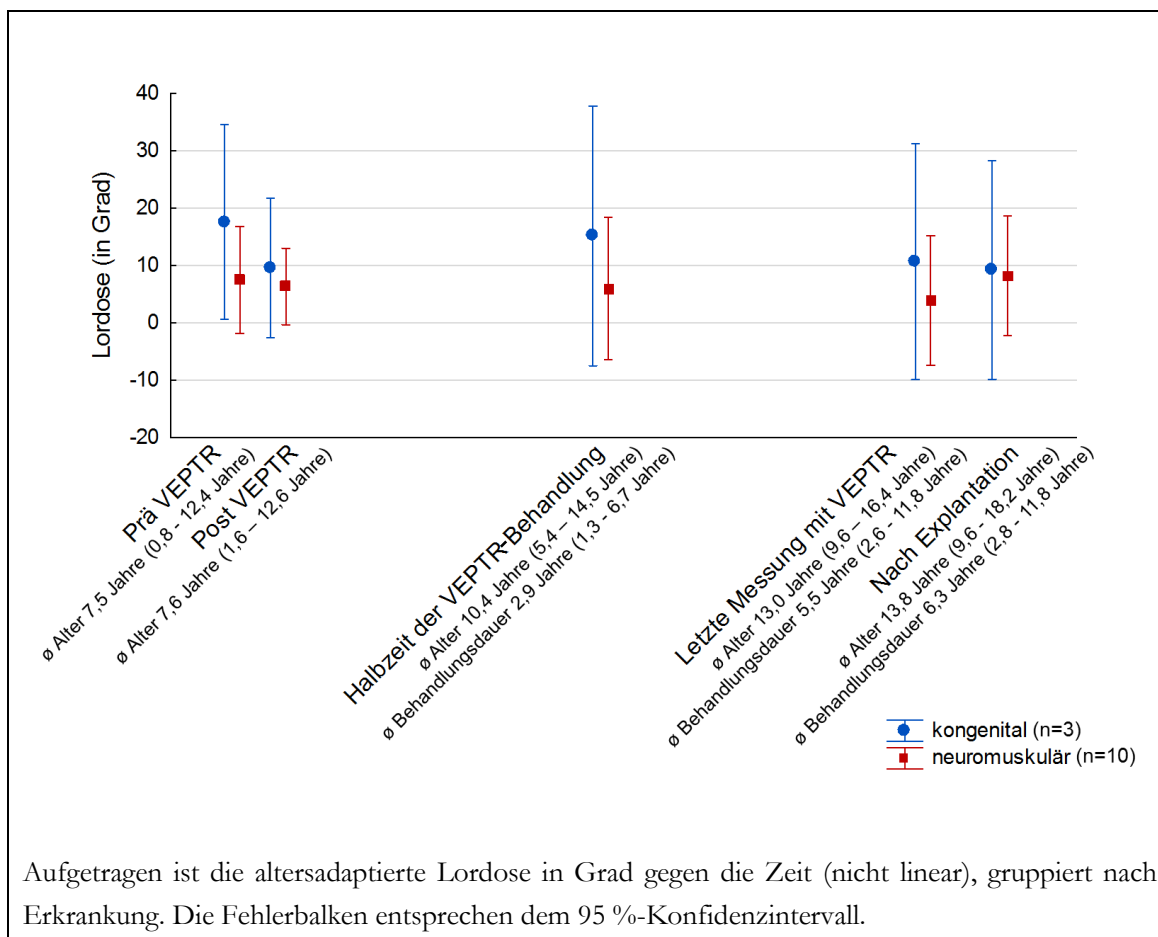 40
30
20
10
0
-10
-20
Lordose (in Grad)
Prä VEPTR
ø Alter 7,5 Jahre (0,8 - 12,4 Jahre)
Post VEPTR
ø Alter 7,6 Jahre (1,6 – 12,6 Jahre)
Halbzeit der VEPTR-Behandlung
ø Alter 10,4 Jahre (5,4 – 14,5 Jahre)
ø Behandlungsdauer 2,9 Jahre (1,3 - 6,7 Jahre)
Letzte Messung mit VEPTR
ø Alter 13,0 Jahre (9,6 – 16,4 Jahre)
ø Behandlungsdauer 5,5 Jahre (2,6 - 11,8 Jahre)
Nach Explantation
ø Alter 13,8 Jahre (9,6 - 18,2 Jahre)
ø Behandlungsdauer 6,3 Jahre (2,8 - 11,8 Jahre)
kongenital (n=3)
neuromuskulär (n=10)
Aufgetragen ist die altersadaptierte Lordose in Grad gegen die Zeit (nicht linear), gruppiert nach
Erkrankung. Die Fehlerbalken entsprechen dem 95 %-Konfidenzintervall.